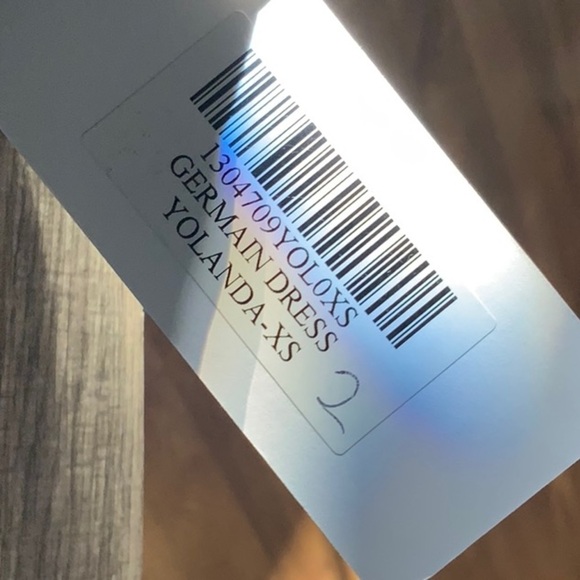 1304709YOL0XS
GERMAIN DRESS
YOLANDA-XS
2